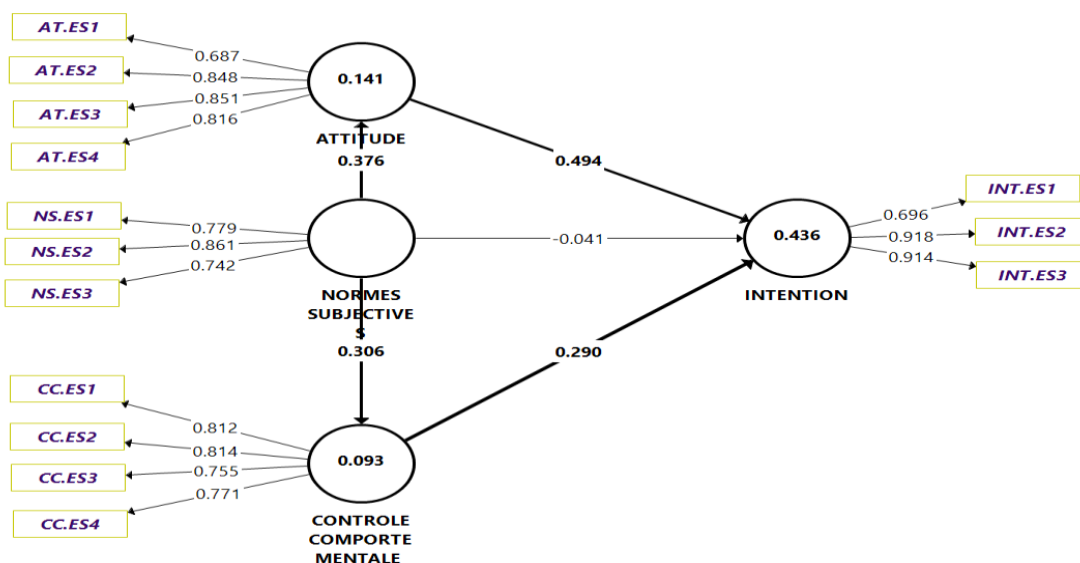 AT.ES1
0.687
AT.ES2
0.848
AT.ES3
0.851
AT.ES4
0.816
0.141
ATTITUDE
0.376
0.494
NS.ES1
0.779
NS.ES2
0.861
NS.ES3
0.742
NORMES
SUBJECTIVE
S
0.306
-0.041
0.290
CC.ES1
0.812
CC.ES2
0.814
CC.ES3
0.755
CC.ES4
0.771
0.093
CONTROLE
COMPORTE
MENTALE
0.436
INTENTION
INT.ES1
0.696
INT.ES2
0.918
INT.ES3
0.914